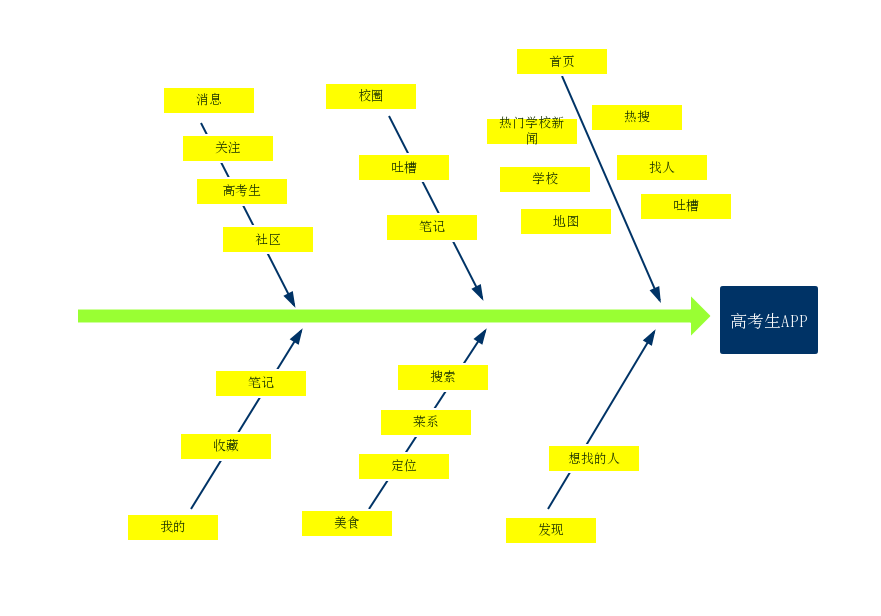 首页
消息
校圈
热搜
热门学校新
闻
关注
吐槽
找人
学校
高考生
吐槽
地图
笔记
社区
高考生APP
笔记
搜索
菜系
收藏
定位
想找的人
我的
美食
发现